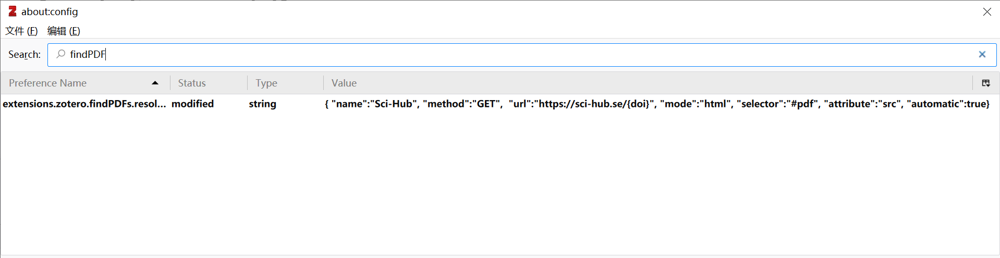 about:config
文件 (F) 编辑 (E)
Search: findPDF
Preference Name Status Type Value
extensions.zotero.findPDFs.resol... modified string { "name":"Sci-Hub", "method":"GET",  "url":"https://sci-hub.se/{doi}", "mode":"html", "selector":"#pdf", "attribute":"src", "automatic":true}